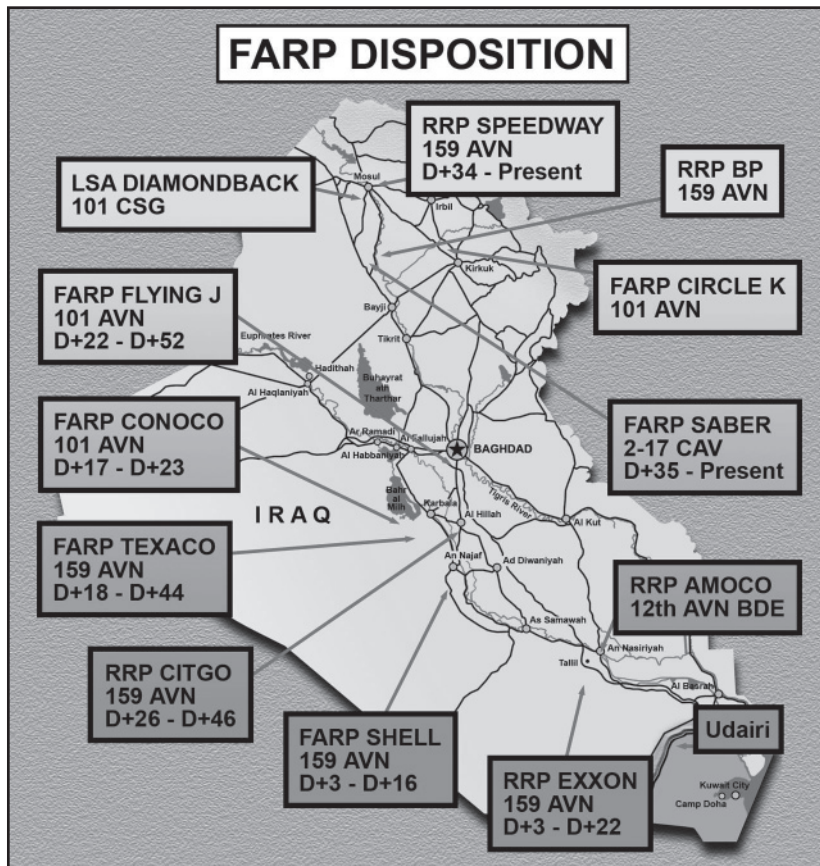 FARP DISPOSITION
RRP SPEEDWAY
159 AVN
D+34 - Present
LSA DIAMONDBACK
101 CSG
RRP BP
159 AVN
Mosul
Irbil
Kirkuk
FARP CIRCLE K
101 AVN
FARP FLYING J
101 AVN
D+22 - D+52
Bayji
Tikrit
Euphrates River
Hadithah
Al Haqlaniyah
Buhayrat
ath
Tharthar
FARP CONOCO
101 AVN
D+17 - D+23
FARP SABER
2-17 CAV
D+35 - Present
Ar Ramadi
Al Fallujah
Al Habbaniyah
BAGHDAD
Tigris River
Bahr
al
Milh
Karbala
IRAQ
Al Hillah
Al Kut
FARP TEXACO
159 AVN
D+18 - D+44
An Najaf
Ad Diwaniyah
RRP AMOCO
12th AVN BDE
As Samawah
An Nasiriyah
Tallil
RRP CITGO
159 AVN
D+26 - D+46
Al Basrah
FARP SHELL
159 AVN
D+3 - D+16
Udairi
RRP EXXON
159 AVN
D+3 - D+22
Kuwait City
Camp Doha